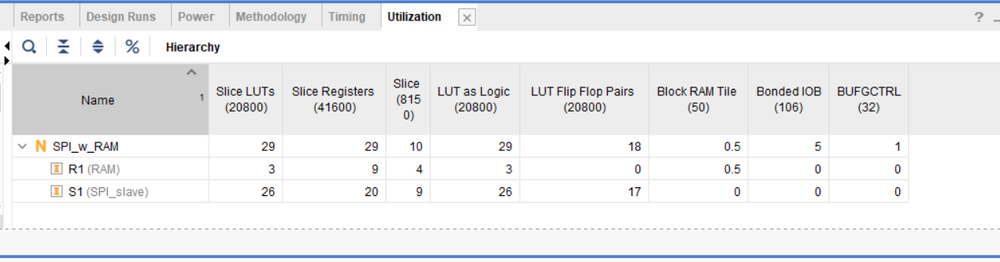 Reports Design Runs Power Methodology Timing Utilization ?
% Hierarchy
Name 1 Slice LUTs (20800) Slice Registers (41600) Slice (8150) LUT as Logic (20800) LUT Flip Flop Pairs (20800) Block RAM Tile (50) Bonded IOB (106) BUFGCTRL (32)
N SPI_w_RAM 29 29 10 29 18 0.5 5 1
I R1 (RAM) 3 9 4 3 0 0.5 0 0
I S1 (SPI_slave) 26 20 9 26 17 0 0 0